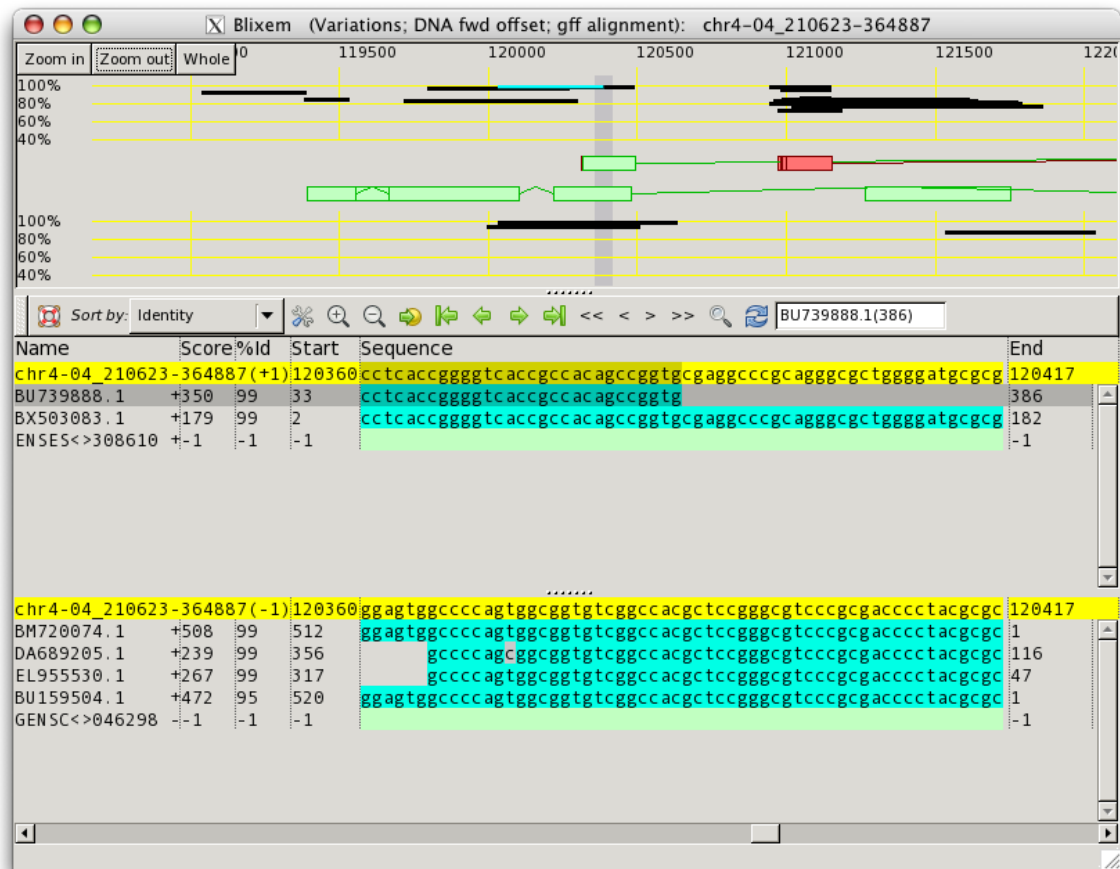 Blixem (Variations; DNA fwd offset; gff alignment): chr4-04_210623-364887
Zoom in Zoom out Whole 0 119500 120000 120500 121000 121500 1220
100%
80%
60%
40%
100%
80%
60%
40%
Sort by: Identity << < > >> BU739888.1(386)
Name Score %Id Start Sequence End
chr4-04_210623-364887(+1) 120360 cctcaccggggtcaccgccacagccggtgcgaggcccgcagggcgctggggatgcgcg 120417
BU739888.1 +350 99 33 cctcaccggggtcaccgccacagccggtg 386
BX503083.1 +179 99 2 cctcaccggggtcaccgccacagccggtgcgaggcccgcagggcgctggggatgcgcg 182
ENSES<>308610 +-1 -1 -1 -1
chr4-04_210623-364887(-1) 120360 ggagtggccccagtggcggtgtcggccacgctccgggcgtcccgcgacccctacgcgc 120417
BM720074.1 +508 99 512 ggagtggccccagtggcggtgtcggccacgctccgggcgtcccgcgacccctacgcgc 1
DA689205.1 +239 99 356 gccccagcggcggtgtcggccacgctccgggcgtcccgcgacccctacgcgc 116
EL955530.1 +267 99 317 gccccagtggcggtgtcggccacgctccgggcgtcccgcgacccctacgcgc 47
BU159504.1 +472 95 520 ggagtggccccagtggcggtgtcggccacgctccgggcgtcccgcgacccctacgcgc 1
GENSC<>046298 --1 -1 -1 -1